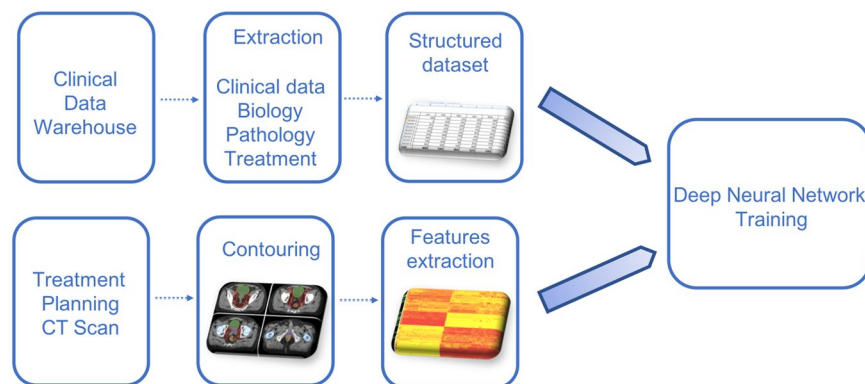 Clinical
Data
Warehouse
Extraction
Clinical data
Biology
Pathology
Treatment
Structured
dataset
Deep Neural Network
Training
Treatment
Planning
CT Scan
Contouring
Features
extraction